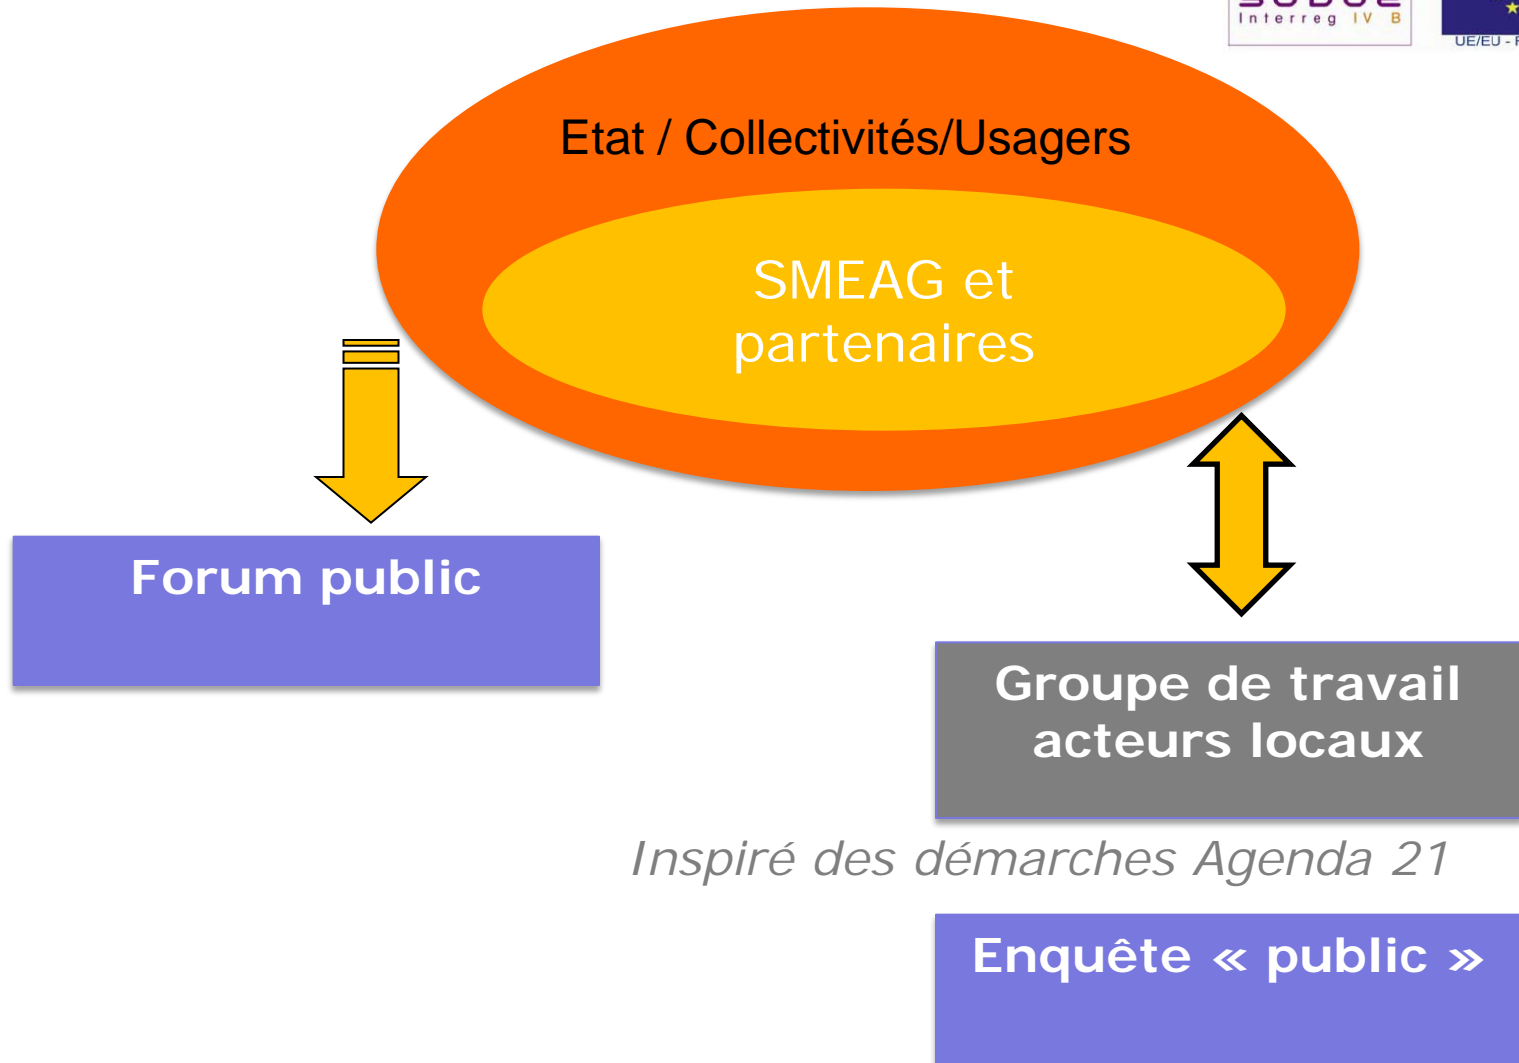 SUDOE
Interreg IV B
UE/EU -
Etat / Collectivités/Usagers
SMEAG et
partenaires
Forum public
Groupe de travail
acteurs locaux
Inspiré des démarches Agenda 21
Enquête « public »